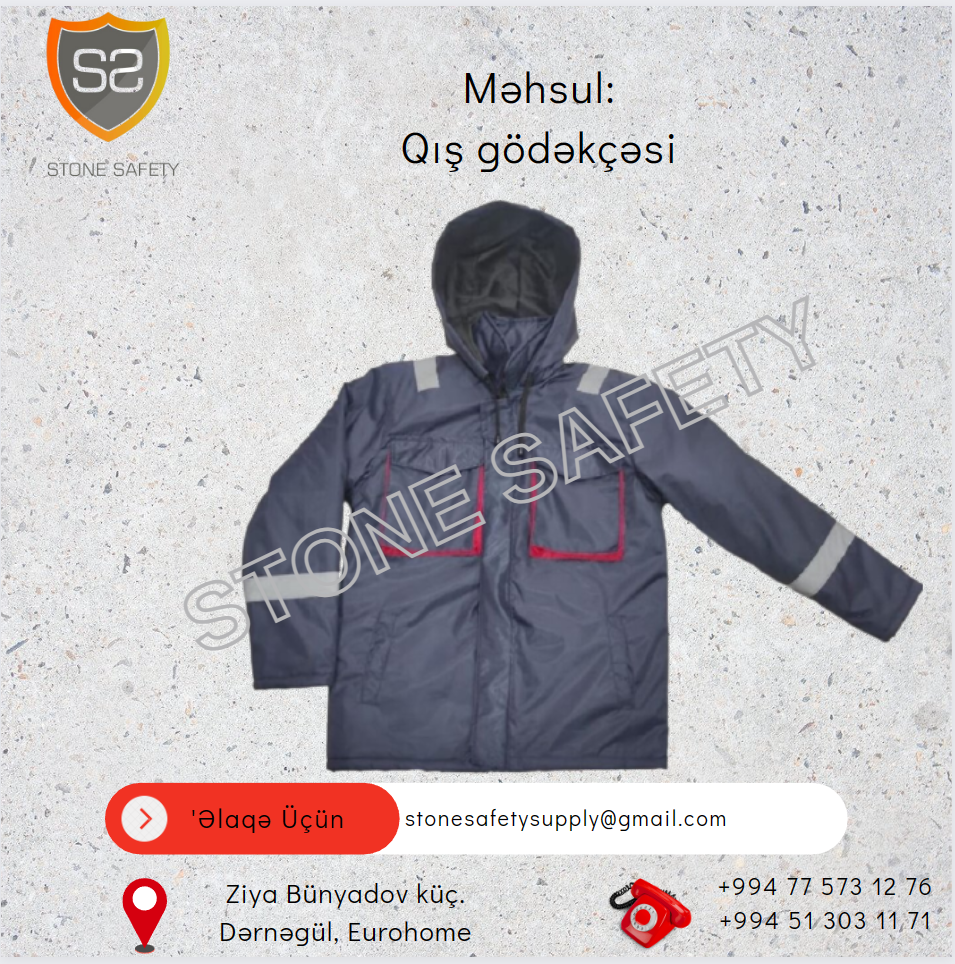 SS
STONE SAFETY
Məhsul:
Qış gödəkçəsi
STONE SAFETY
'Əlaqə Üçün
stonesafetysupply@gmail.com
Ziya Bünyadov küç.
Dərnəgül, Eurohome
+994 77 573 12 76
+994 51 303 11 71